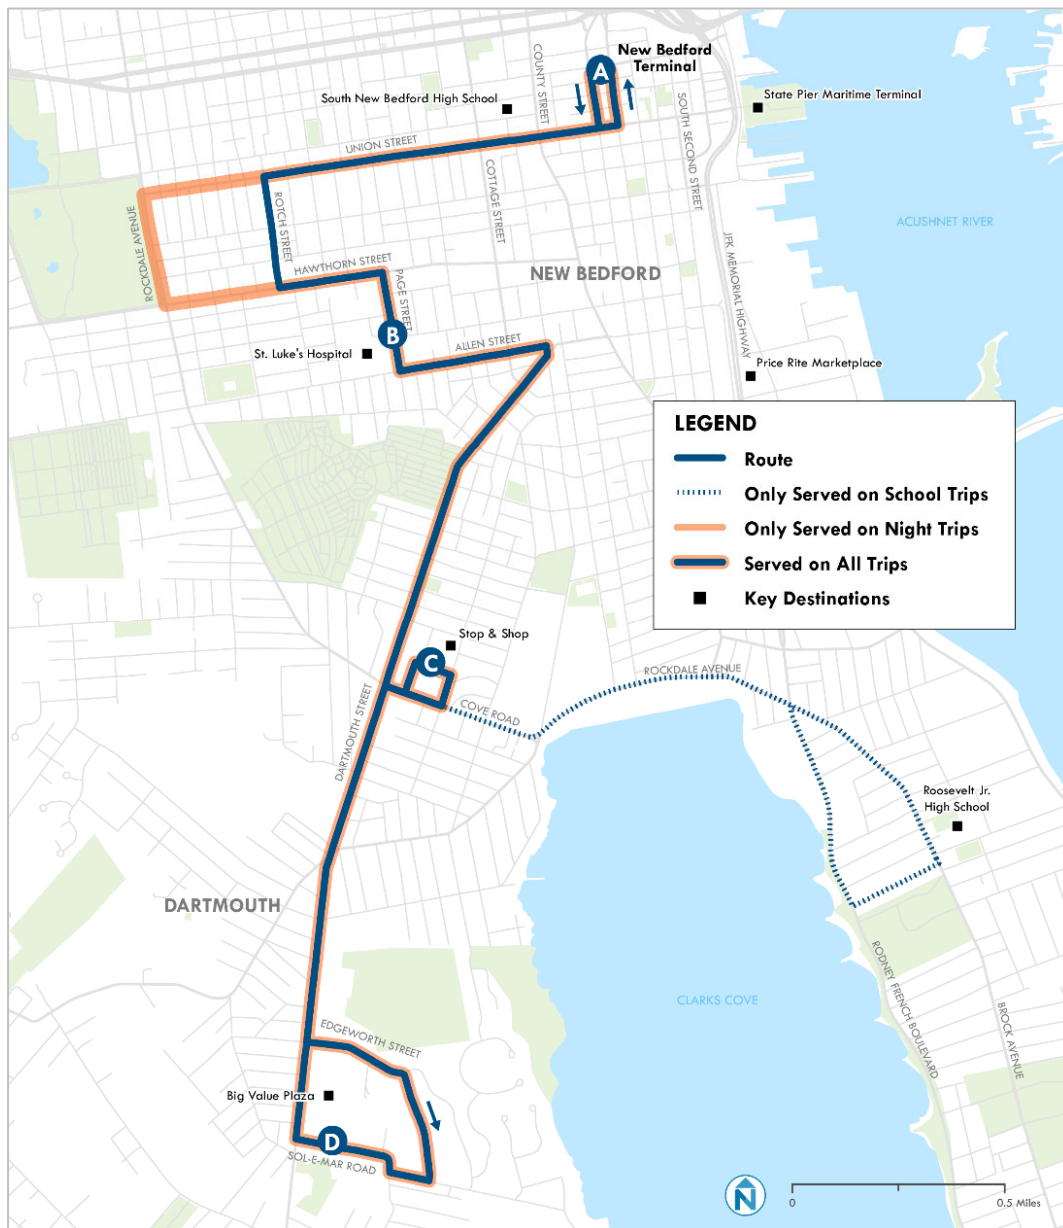 New Bedford
Terminal
A
COUNTY STREET
South New Bedford High School
State Pier Maritime Terminal
SOUTH SECOND STREET
UNION STREET
COTTAGE STREET
ROTCH STREET
ROCKDALE AVENUE
ACUSHNET RIVER
HAWTHORN STREET
NEW BEDFORD
JFK MEMORIAL HIGHWAY
PAGE STREET
B
ALLEN STREET
St. Luke's Hospital
Price Rite Marketplace
LEGEND
Route
Only Served on School Trips
Only Served on Night Trips
Served on All Trips
Key Destinations
Stop & Shop
C
ROCKDALE AVENUE
COVE ROAD
DARTMOUTH STREET
Roosevelt Jr.
High School
DARTMOUTH
RODNEY FRENCH BOULEVARD
CLARKS COVE
BROCK AVENUE
EDGEWORTH STREET
Big Value Plaza
D
SOL-E-MAR ROAD
N
0
0.5 Miles